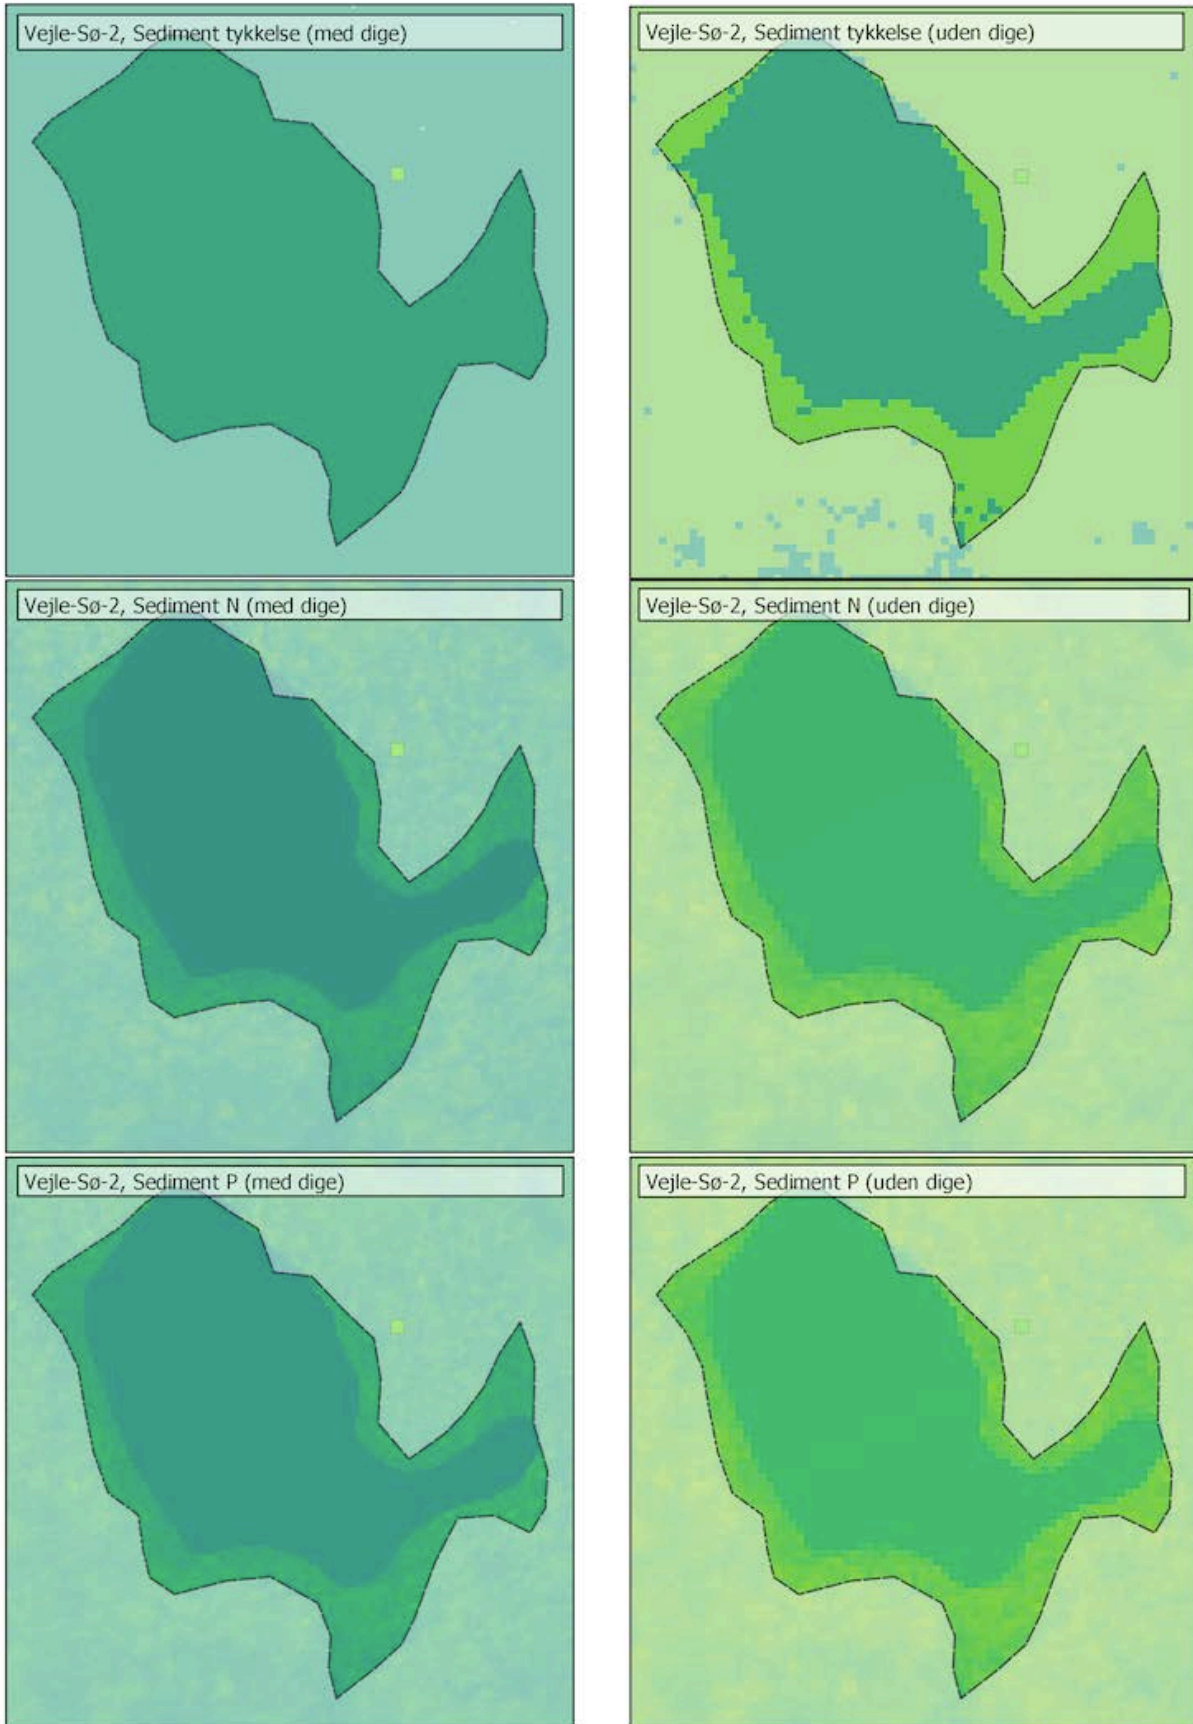 Vejle-Sø-2, Sediment tykkelse (med dige)
Vejle-Sø-2, Sediment tykkelse (uden dige)
Vejle-Sø-2, Sediment N (med dige)
Vejle-Sø-2, Sediment N (uden dige)
Vejle-Sø-2, Sediment P (med dige)
Vejle-Sø-2, Sediment P (uden dige)